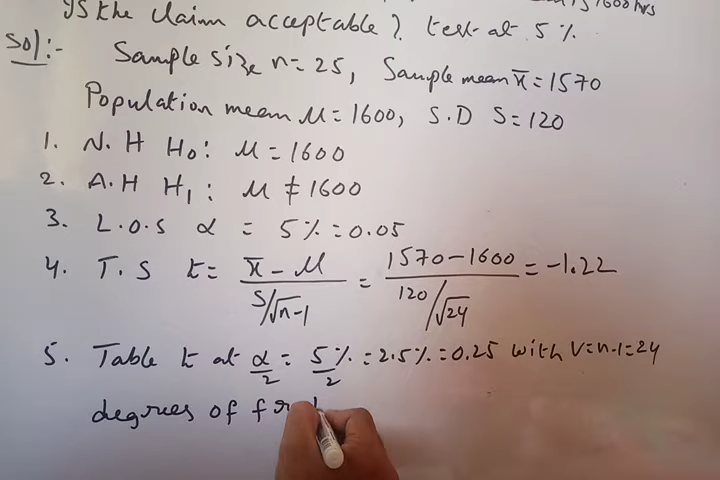 is the claim acceptable? test at 5 %
1600 hrs
Sol:- Sample size n=25, Sample mean x̄=1570
Population mean μ=1600, S.D S=120
1. N.H H₀: μ=1600
2. A.H H₁: μ≠1600
3. L.O.S α = 5%=0.05
4. T.S t= x̄-μ / S/√n-1 = 1570-1600 / 120/√24 = -1.22
5. Table t at α/2 = 5/2 % = 2.5% = 0.25 with ν=n-1=24
degrees of